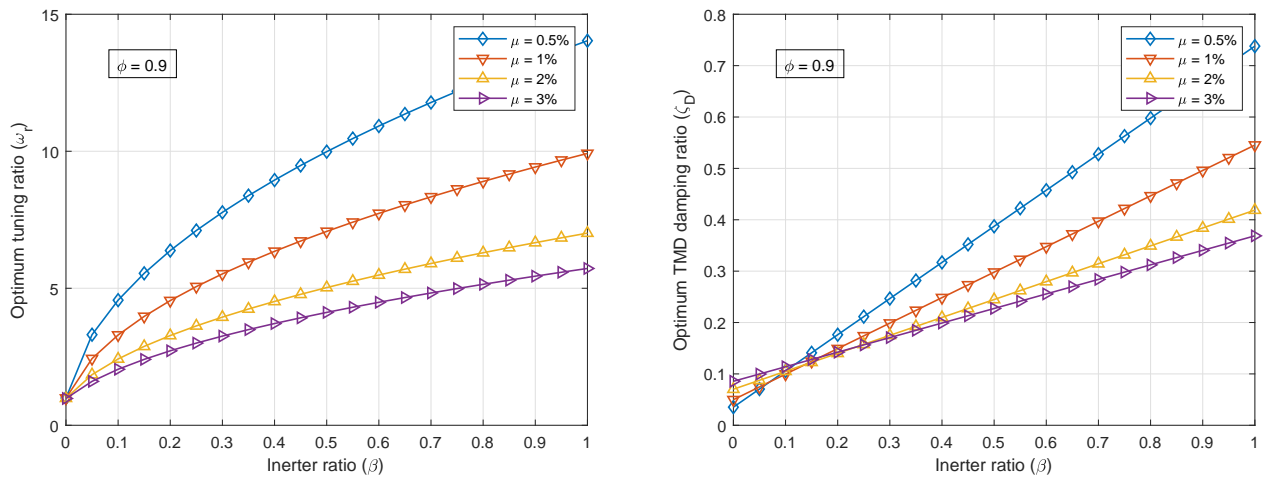 15
10
5
0
Optimum tuning ratio (ω_r)
ϕ = 0.9
μ = 0.5%
μ = 1%
μ = 2%
μ = 3%
0 0.1 0.2 0.3 0.4 0.5 0.6 0.7 0.8 0.9 1
Inerter ratio (β)
0.8
0.7
0.6
0.5
0.4
0.3
0.2
0.1
0
Optimum TMD damping ratio (ζ_D)
ϕ = 0.9
μ = 0.5%
μ = 1%
μ = 2%
μ = 3%
0 0.1 0.2 0.3 0.4 0.5 0.6 0.7 0.8 0.9 1
Inerter ratio (β)